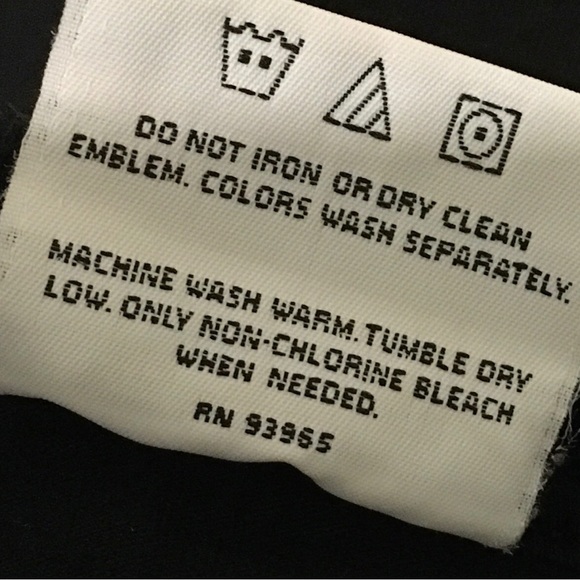 DO NOT IRON OR DRY CLEAN
EMBLEM. COLORS WASH SEPARATELY.
MACHINE WASH WARM. TUMBLE DRY
LOW. ONLY NON-CHLORINE BLEACH
WHEN NEEDED.
RN 93965